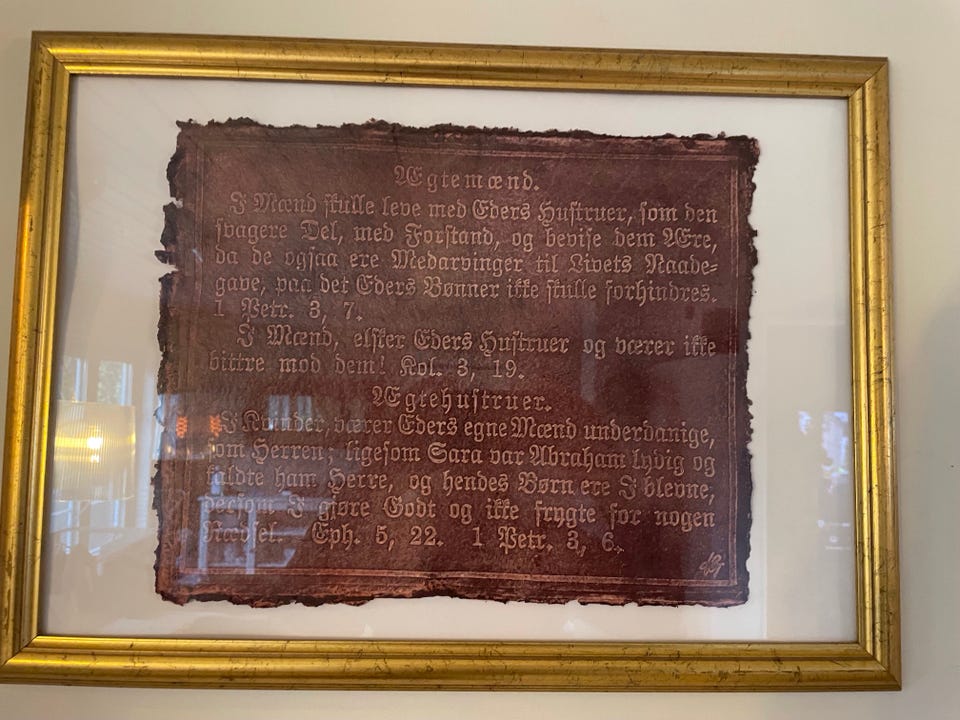 Ægtemænd.
I Mænd skulle leve med Eders Hustruer, som den
svagere Del, med Forstand, og bevise dem Ære,
da de ogsaa ere Medarvinger til Livets Naade-
gave, paa det Eders Bønner ikke skulle forhindres.
1 Petr. 3, 7.
I Mænd, elsker Eders Hustruer og værer ikke
bittre mod dem! Kol. 3, 19.
Ægtehustruer.
I Kvinder, værer Eders egne Mænd underdanige,
som Herren; ligesom Sara var Abraham lydig og
kaldte ham Herre, og hendes Børn ere I blevne,
dersom I gjøre Godt og ikke frygte for nogen
Rædsel. Eph. 5, 22. 1 Petr. 3, 6.